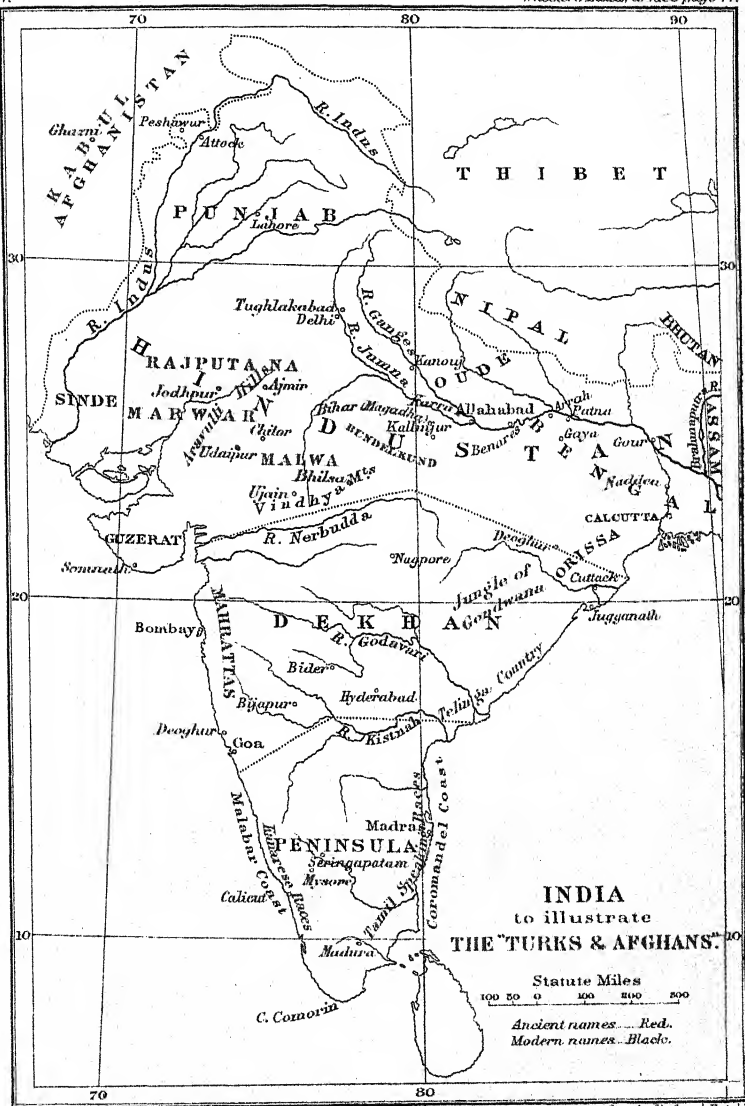 70
80
90
KABUL
AFGHANISTAN
Ghazni
Peshawur
Attock
R. Indus
THIBET
PUNJAB
Lahore
30
30
R. Indus
Tughlakabad
Delhi
R. Ganges
R. Jumna
NIPAL
BHUTAN
HINDUSTAN
RAJPUTANA
Kanouj
OUDE
SINDE
Jodhpur
Ajmir
Aravulli Hills
MARWAR
Chitor
Udaipur
Bihar (Magadha)
Karra
Allahabad
Arrah
Patna
Kallinjur
BUNDELKUND
Benares
Gaya
Gour
Brahmaputra R.
ASSAM
MALWA
Bhilsa
Ujain
Vindhya Mts
BENGAL
Naddea
CALCUTTA
GUZERAT
R. Nerbudda
Deoghur
Nagpore
ORISSA
Somnath
Jungle of
Gondwana
Cuttack
20
20
Jugganath
MAHRATTAS
DEKHAN
Bombay
R. Godavari
Bider
Hyderabad
Telinga Country
Bijapur
Deoghur
Goa
R. Kistnah
Malabar Coast
Kanarese Races
Madras
PENINSULA
Seringapatam
Mysore
Tamil Speaking Races
Coromandel Coast
Calicut
10
10
Madura
C. Comorin
INDIA
to illustrate
THE "TURKS & AFGHANS".
Statute Miles
100 50 0 100 200 300
Ancient names.....Red.
Modern names...Black.
70
80